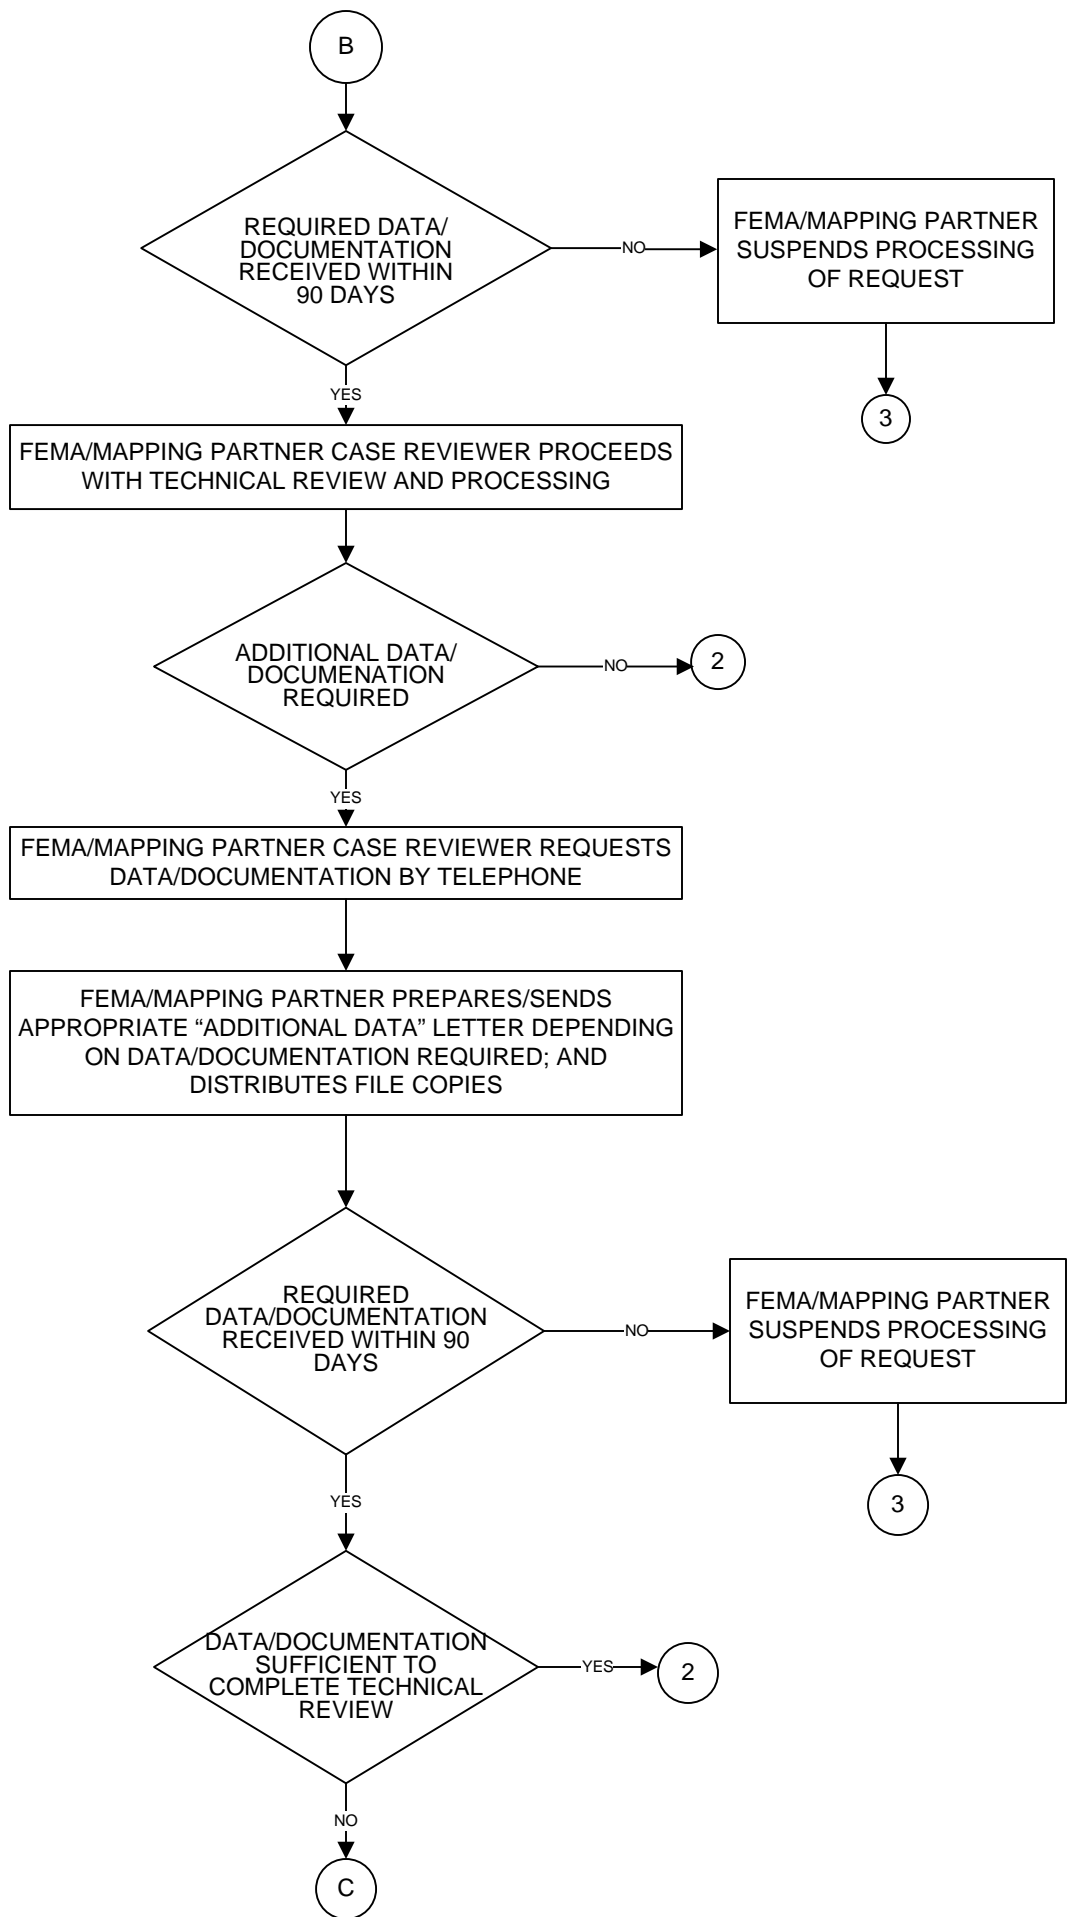 B
REQUIRED DATA/
DOCUMENTATION
RECEIVED WITHIN
90 DAYS
NO
FEMA/MAPPING PARTNER
SUSPENDS PROCESSING
OF REQUEST
3
YES
FEMA/MAPPING PARTNER CASE REVIEWER PROCEEDS
WITH TECHNICAL REVIEW AND PROCESSING
ADDITIONAL DATA/
DOCUMENATION
REQUIRED
NO
2
YES
FEMA/MAPPING PARTNER CASE REVIEWER REQUESTS
DATA/DOCUMENTATION BY TELEPHONE
FEMA/MAPPING PARTNER PREPARES/SENDS
APPROPRIATE “ADDITIONAL DATA” LETTER DEPENDING
ON DATA/DOCUMENTATION REQUIRED; AND
DISTRIBUTES FILE COPIES
REQUIRED
DATA/DOCUMENTATION
RECEIVED WITHIN 90
DAYS
NO
FEMA/MAPPING PARTNER
SUSPENDS PROCESSING
OF REQUEST
3
YES
DATA/DOCUMENTATION
SUFFICIENT TO
COMPLETE TECHNICAL
REVIEW
YES
2
NO
C